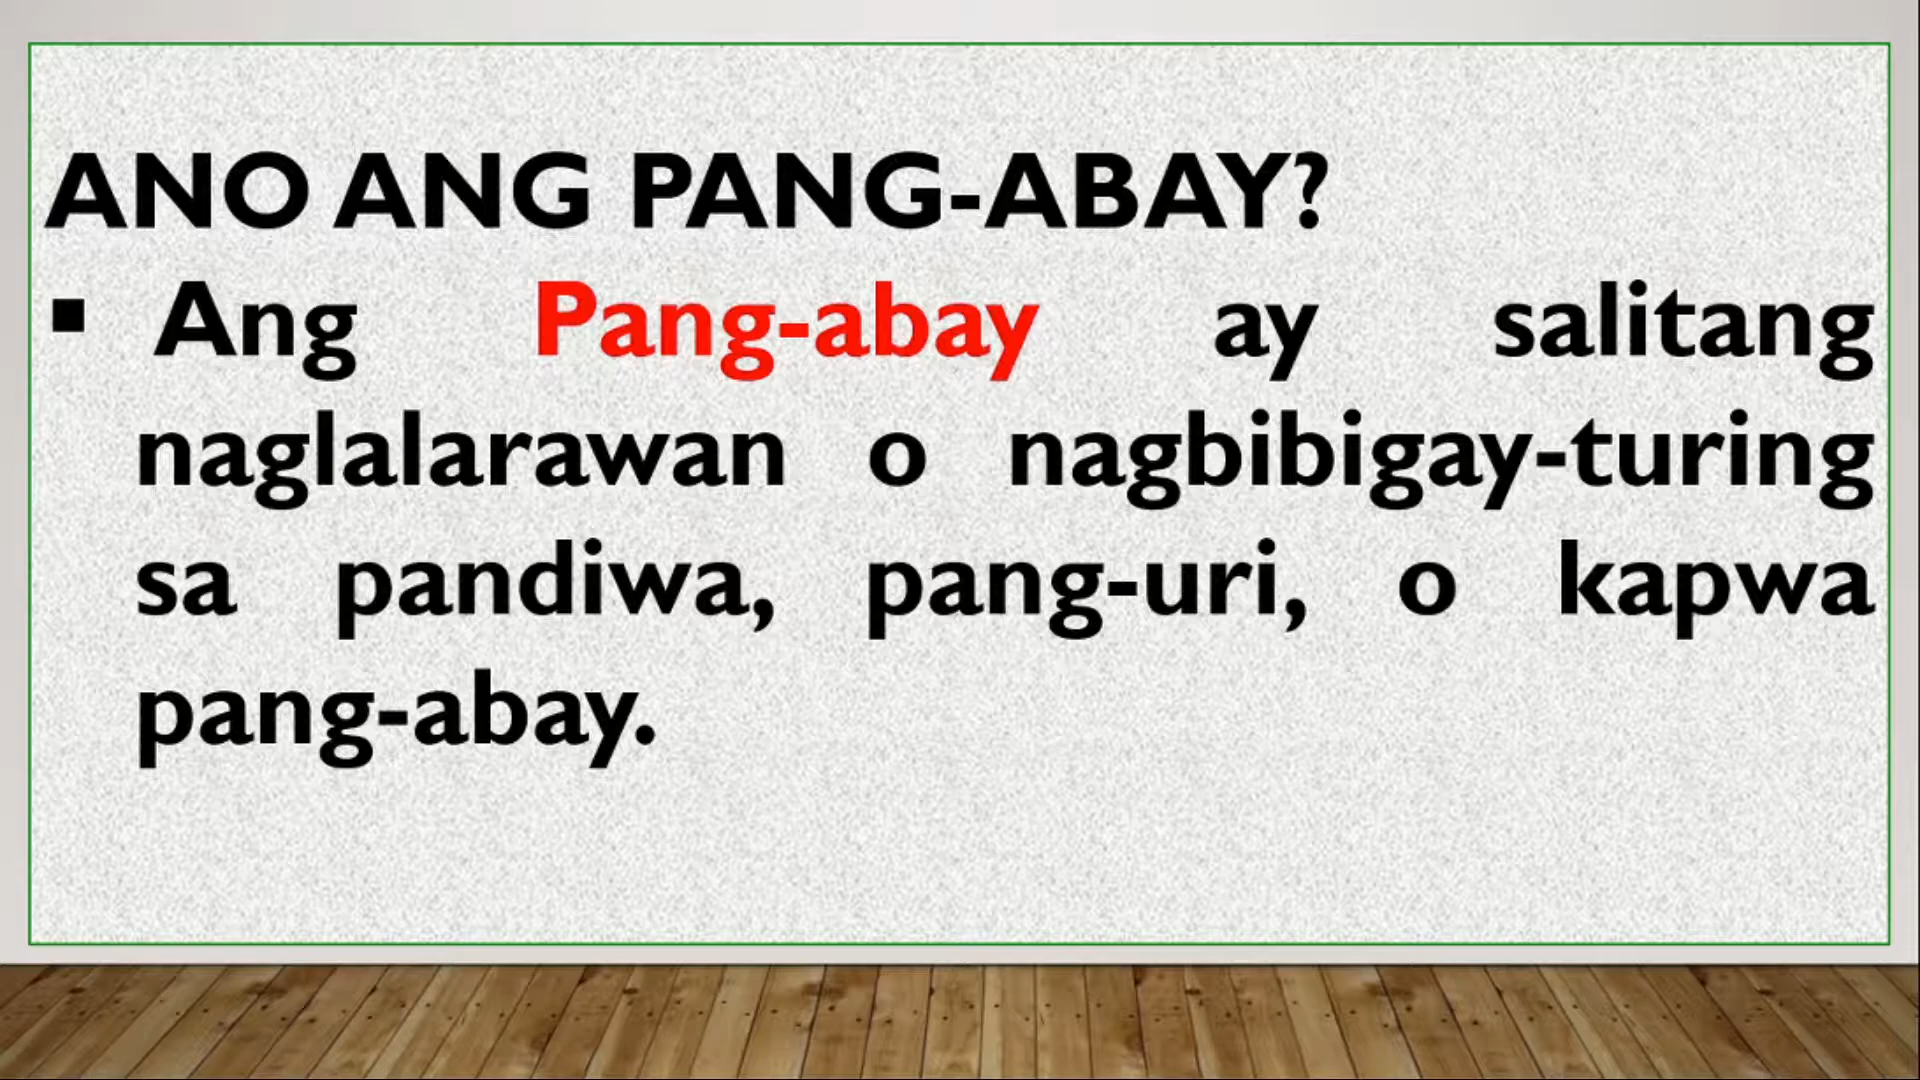 ANO ANG PANG-ABAY?
▪ Ang Pang-abay ay salitang
naglalarawan o nagbibigay-turing
sa pandiwa, pang-uri, o kapwa
pang-abay.